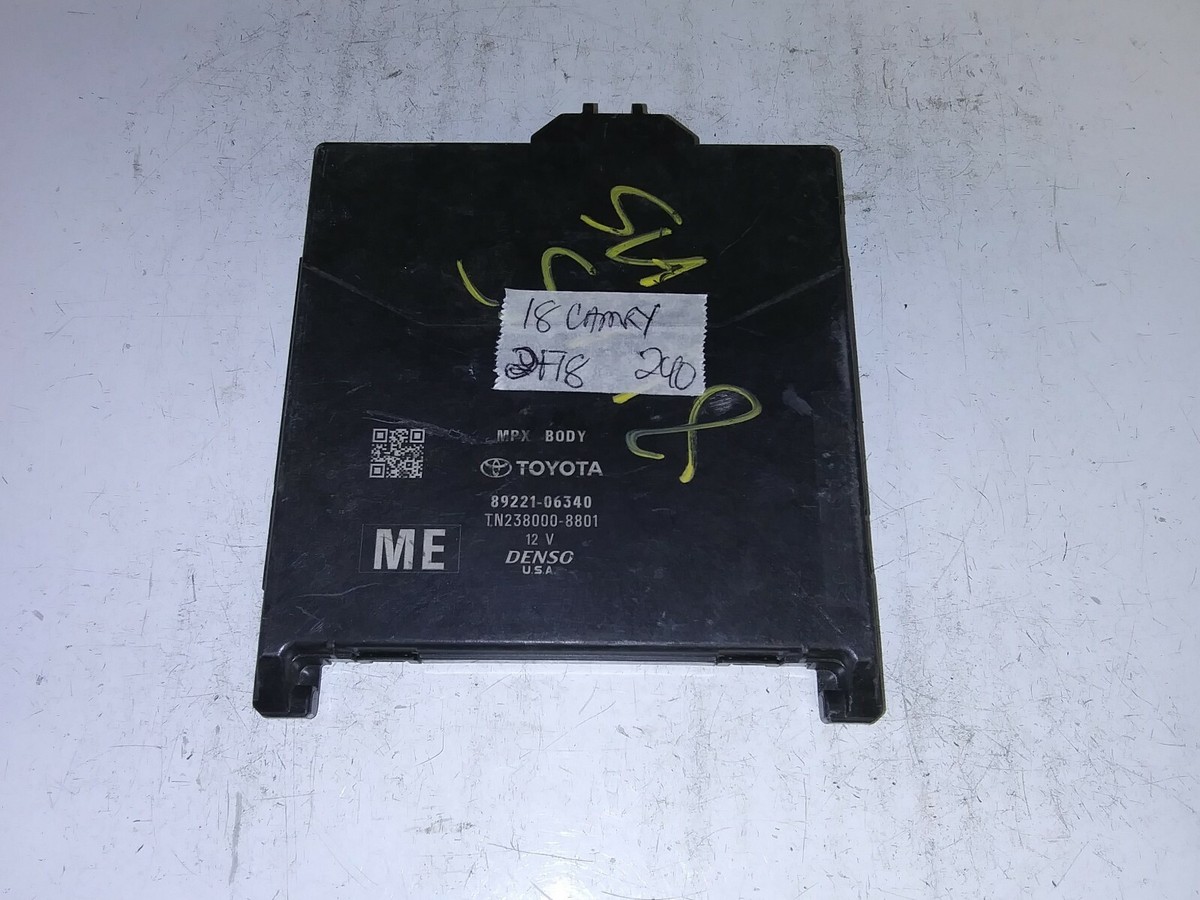 18 CAMRY
2F18 240
MPX BODY
TOYOTA
89221-06340
T.N238000-8801
12 V
ME
DENSO
U.S.A.